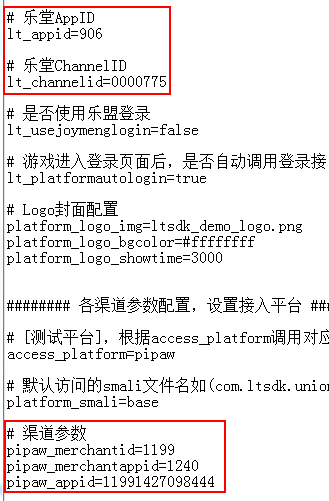 # 乐堂AppID
lt_appid=906
# 乐堂ChannelID
lt_channelid=0000775
# 是否使用乐盟登录
lt_usejoymenglogin=false
# 游戏进入登录页面后，是否自动调用登录接
lt_platformautologin=true
# Logo封面配置
platform_logo_img=ltsdk_demo_logo.png
platform_logo_bgcolor=#ffffffff
platform_logo_showtime=3000
######## 各渠道参数配置，设置接入平台 ###
# [测试平台]，根据access_platform调用对应
access_platform=pipaw
# 默认访问的smali文件名如(com.ltsdk.union
platform_smali=base
# 渠道参数
pipaw_merchantid=1199
pipaw_merchantappid=1240
pipaw_appid=11991427098444